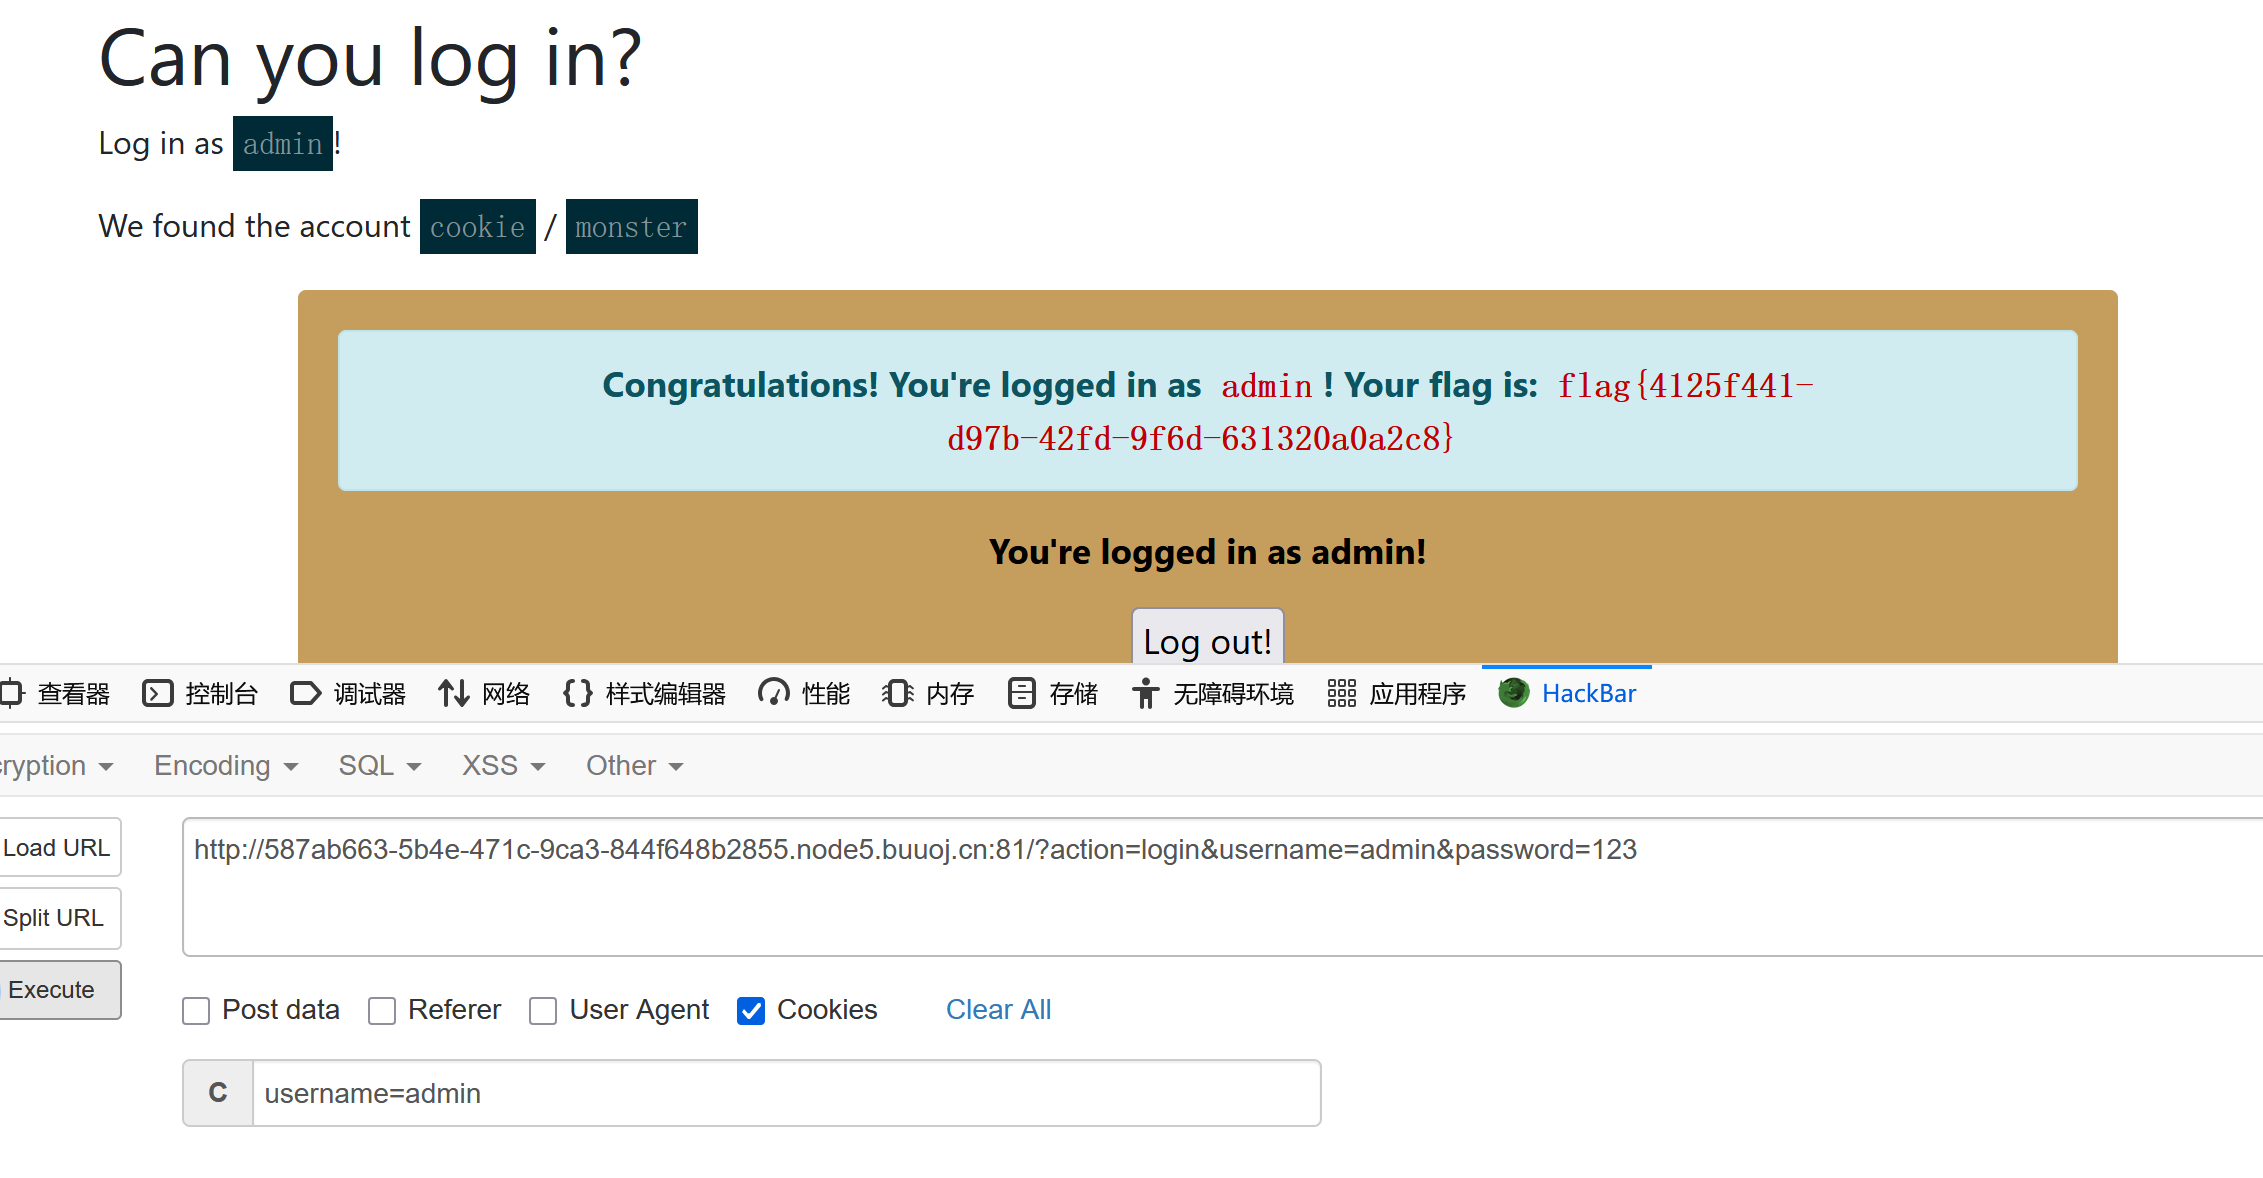 Can you log in?
Log in as admin!
We found the account cookie / monster
Congratulations! You're logged in as admin! Your flag is: flag{4125f441-
d97b-42fd-9f6d-631320a0a2c8}
You're logged in as admin!
Log out!
查看器 控制台 调试器 网络 样式编辑器 性能 内存 存储 无障碍环境 应用程序 HackBar
ryption Encoding SQL XSS Other
Load URL
http://587ab663-5b4e-471c-9ca3-844f648b2855.node5.buuoj.cn:81/?action=login&username=admin&password=123
Split URL
Execute
Post data Referer User Agent Cookies Clear All
C username=admin